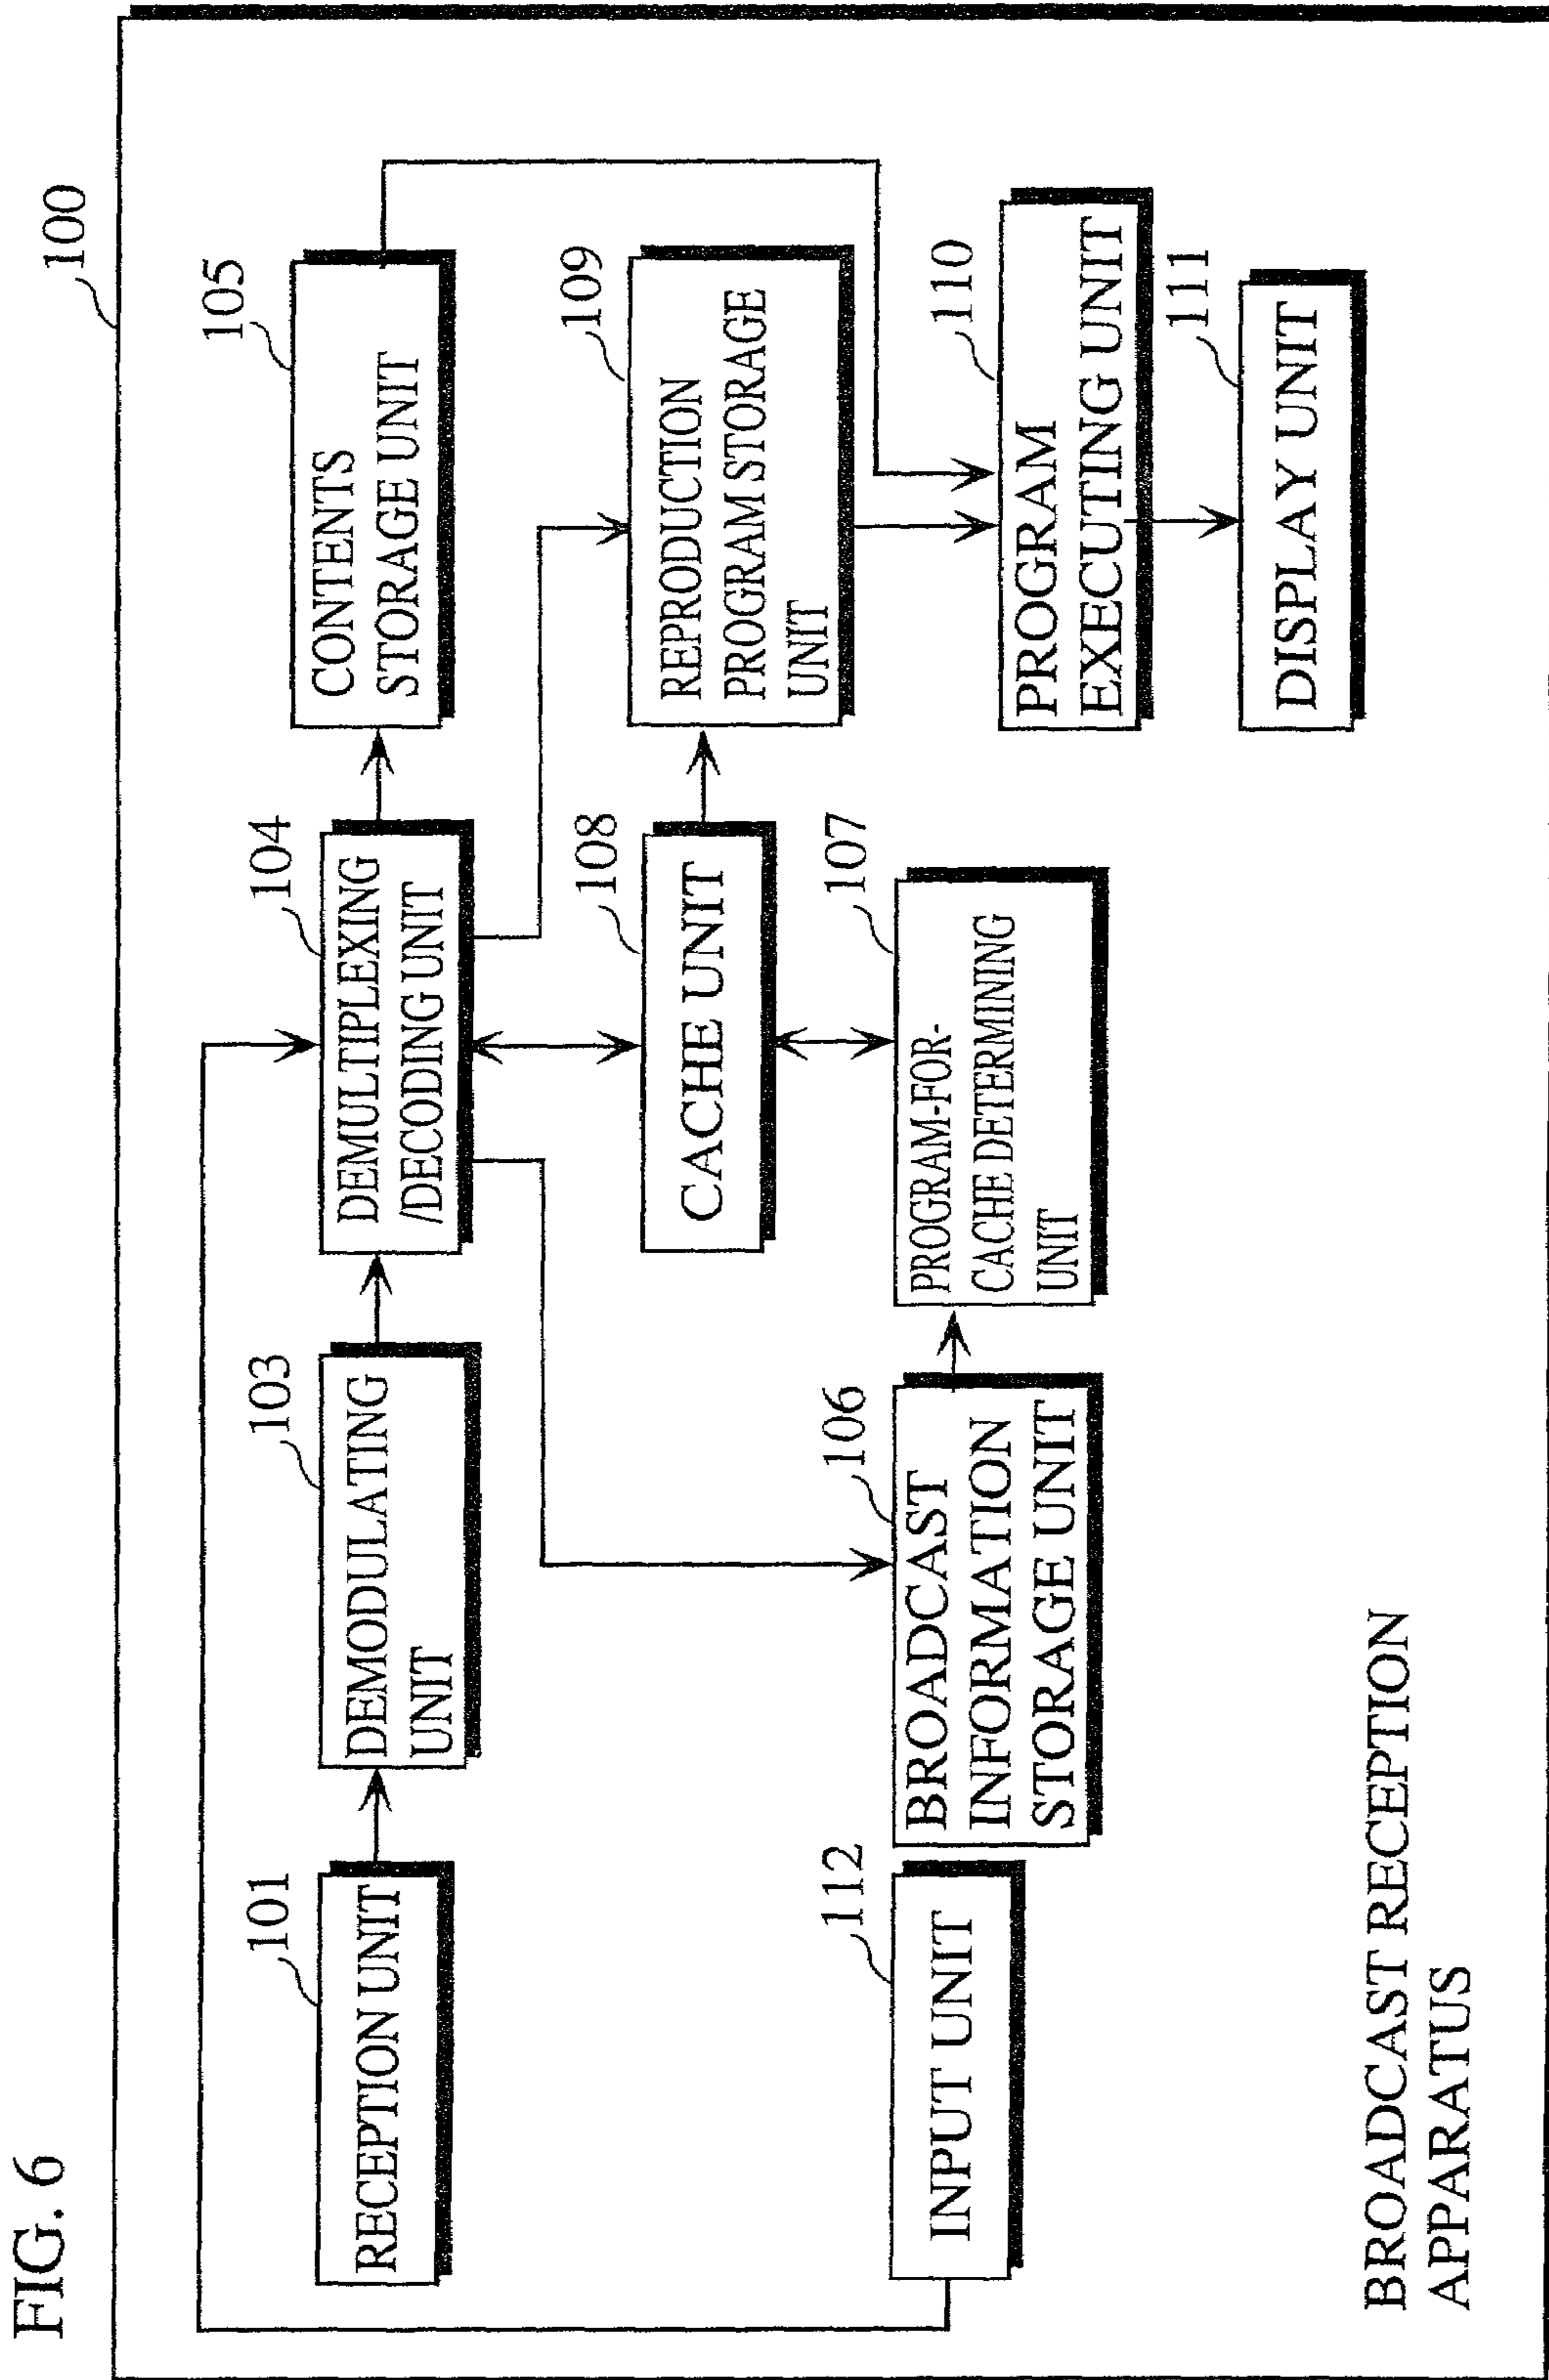 FIG. 6
100
101
RECEPTION UNIT
103
DEMODULATING
UNIT
104
DEMULTIPLEXING
/DECODING UNIT
105
CONTENTS
STORAGE UNIT
108
CACHE UNIT
109
REPRODUCTION
PROGRAM STORAGE
UNIT
112
INPUT UNIT
106
BROADCAST
INFORMATION
STORAGE UNIT
107
PROGRAM-FOR-
CACHE DETERMINING
UNIT
110
PROGRAM
EXECUTING UNIT
111
DISPLAY UNIT
BROADCAST RECEPTION
APPARATUS